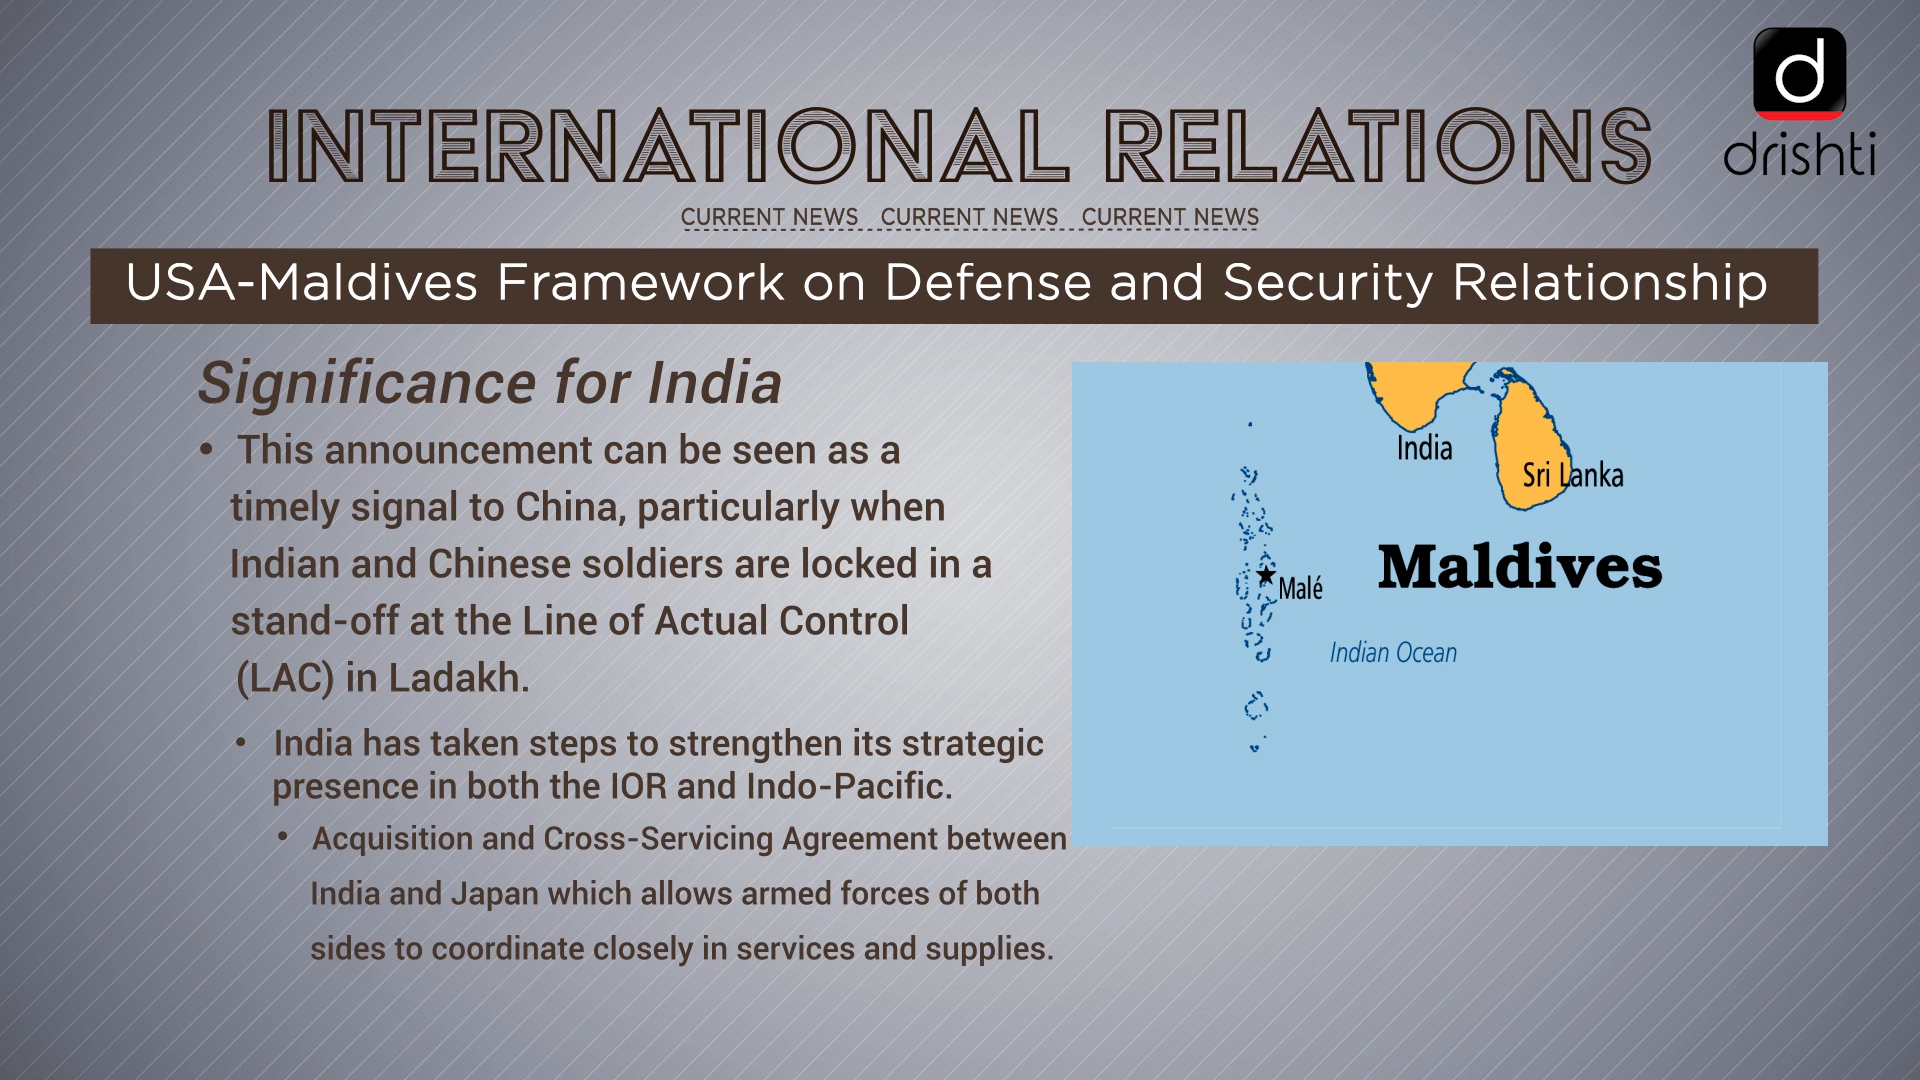 d
drishti
INTERNATIONAL RELATIONS
CURRENT NEWS CURRENT NEWS CURRENT NEWS
USA-Maldives Framework on Defense and Security Relationship
Significance for India
• This announcement can be seen as a
timely signal to China, particularly when
Indian and Chinese soldiers are locked in a
stand-off at the Line of Actual Control
(LAC) in Ladakh.
• India has taken steps to strengthen its strategic
presence in both the IOR and Indo-Pacific.
• Acquisition and Cross-Servicing Agreement between
India and Japan which allows armed forces of both
sides to coordinate closely in services and supplies.
India
Sri Lanka
Maldives
Malé
Indian Ocean